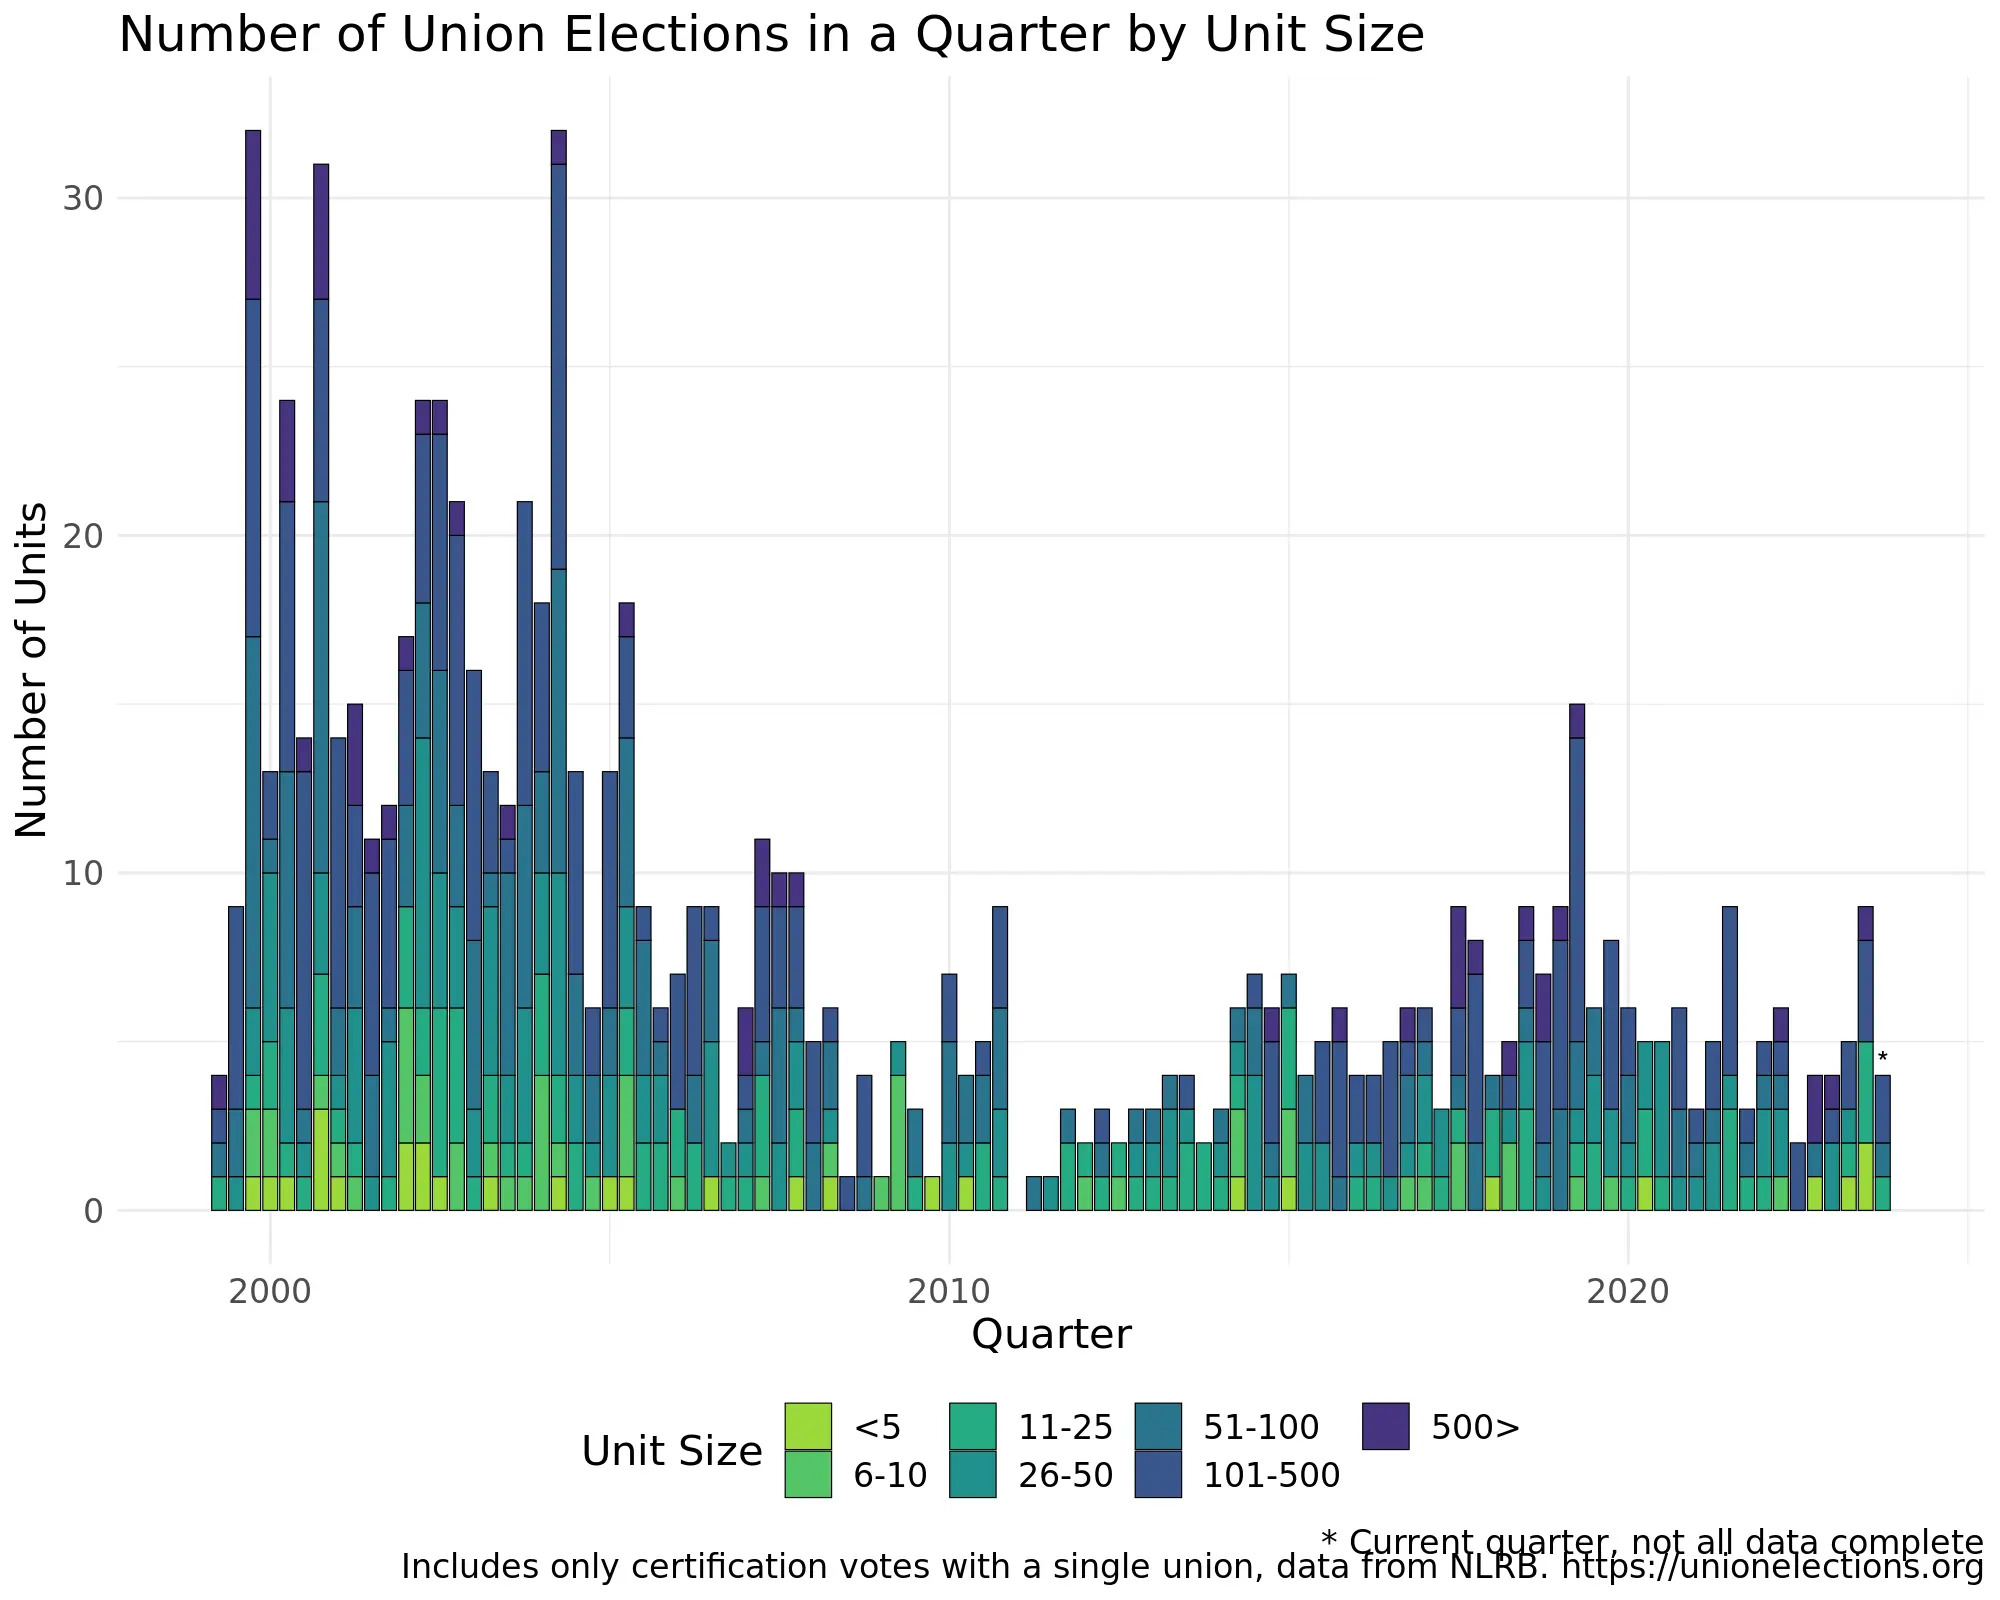 Number of Union Elections in a Quarter by Unit Size
Number of Units
30
20
10
0
*
2000 2010 2020
Quarter
Unit Size
<5 11-25 51-100 500>
6-10 26-50 101-500
* Current quarter, not all data complete
Includes only certification votes with a single union, data from NLRB. https://unionelections.org